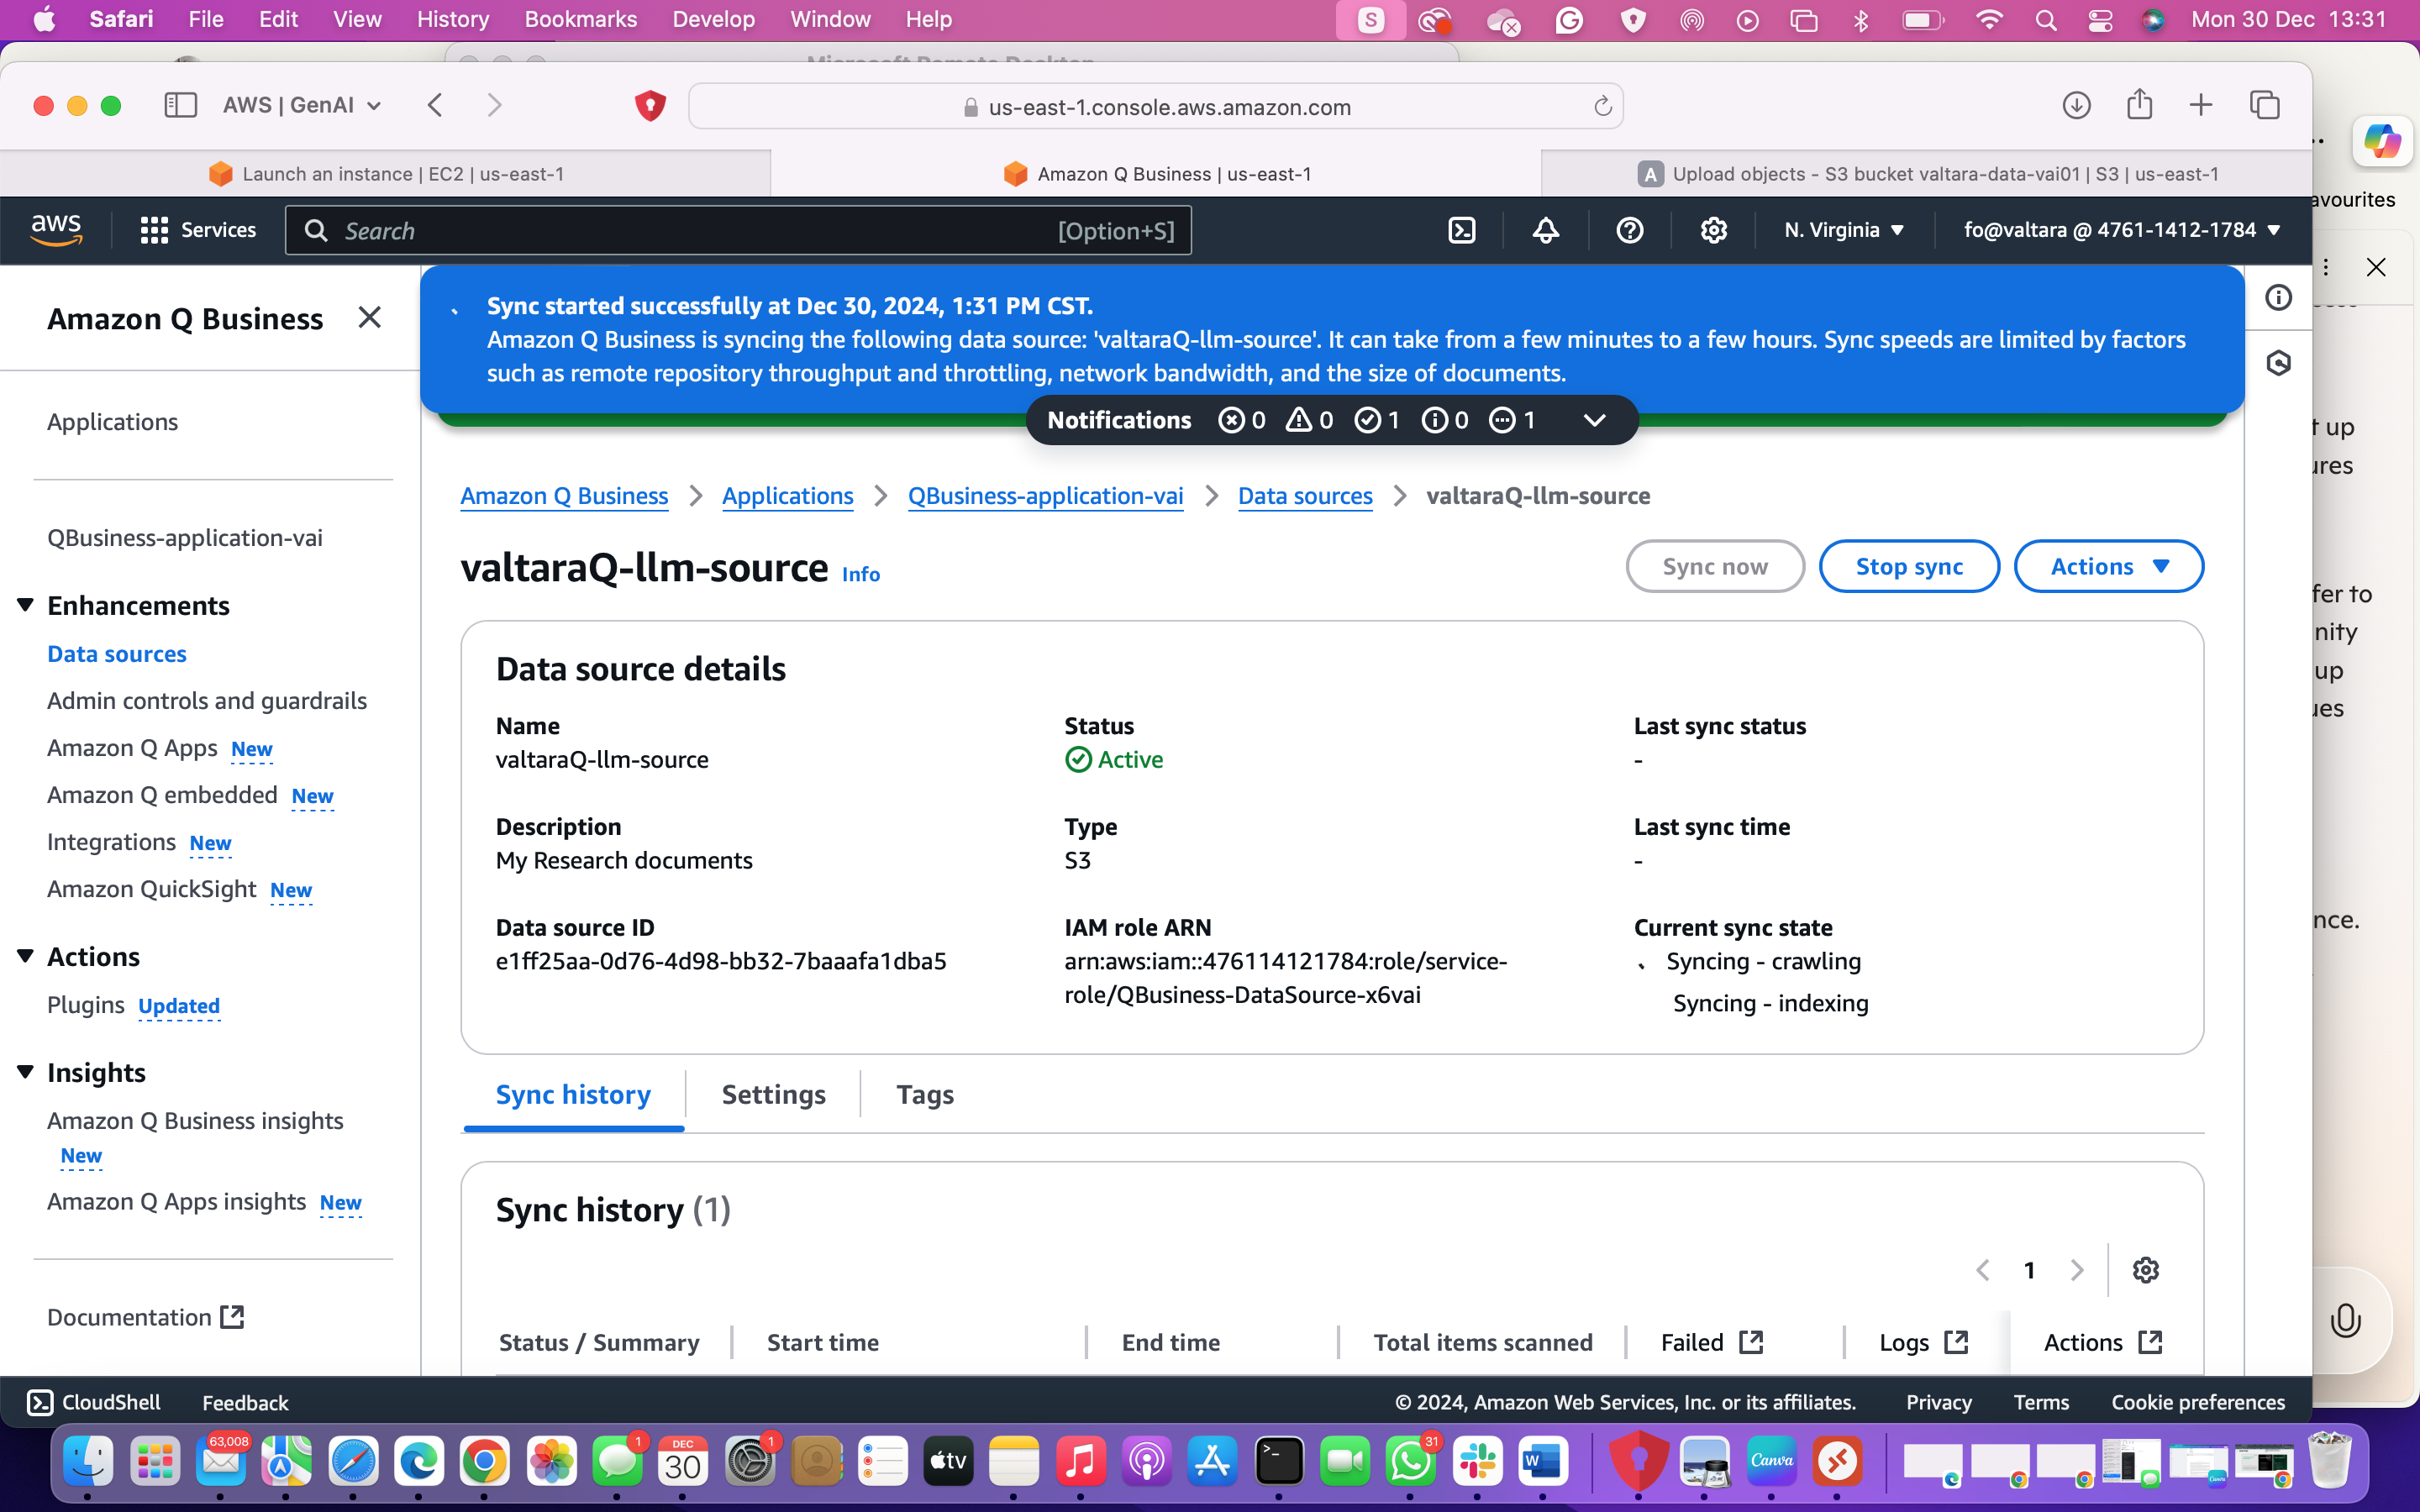 Safari File Edit View History Bookmarks Develop Window Help
S
Mon 30 Dec 13:31
AWS | GenAI
us-east-1.console.aws.amazon.com
Launch an instance | EC2 | us-east-1
Amazon Q Business | us-east-1
A Upload objects - S3 bucket valtara-data-vai01 | S3 | us-east-1
avourites
aws
Services
Search
[Option+S]
N. Virginia
fo@valtara @ 4761-1412-1784
Sync started successfully at Dec 30, 2024, 1:31 PM CST.
Amazon Q Business is syncing the following data source: 'valtaraQ-llm-source'. It can take from a few minutes to a few hours. Sync speeds are limited by factors
such as remote repository throughput and throttling, network bandwidth, and the size of documents.
Notifications 0 0 1 0 1
Amazon Q Business
Applications
QBusiness-application-vai
Enhancements
Data sources
Admin controls and guardrails
Amazon Q Apps New
Amazon Q embedded New
Integrations New
Amazon QuickSight New
Actions
Plugins Updated
Insights
Amazon Q Business insights
New
Amazon Q Apps insights New
Documentation
Amazon Q Business
Applications
QBusiness-application-vai
Data sources
valtaraQ-llm-source
valtaraQ-llm-source Info
Sync now
Stop sync
Actions
Data source details
Name
valtaraQ-llm-source
Status
Active
Last sync status
-
Description
My Research documents
Type
S3
Last sync time
-
Data source ID
e1ff25aa-0d76-4d98-bb32-7baaafa1dba5
IAM role ARN
arn:aws:iam::476114121784:role/service-
role/QBusiness-DataSource-x6vai
Current sync state
Syncing - crawling
Syncing - indexing
Sync history
Settings
Tags
Sync history (1)
1
Status / Summary
Start time
End time
Total items scanned
Failed
Logs
Actions
t up
ures
fer to
nity
up
ues
nce.
CloudShell
Feedback
© 2024, Amazon Web Services, Inc. or its affiliates.
Privacy
Terms
Cookie preferences
63,008
1
DEC
30
1
tv
31
W
Canva